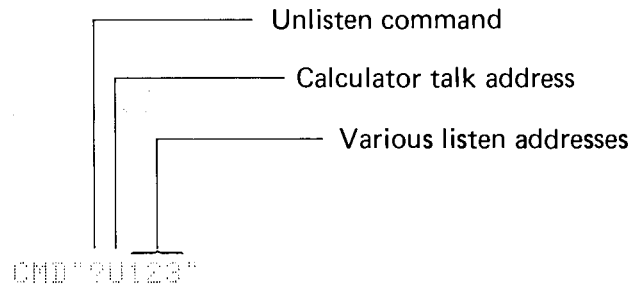 Unlisten command
Calculator talk address
Various listen addresses
CMD"?U123"